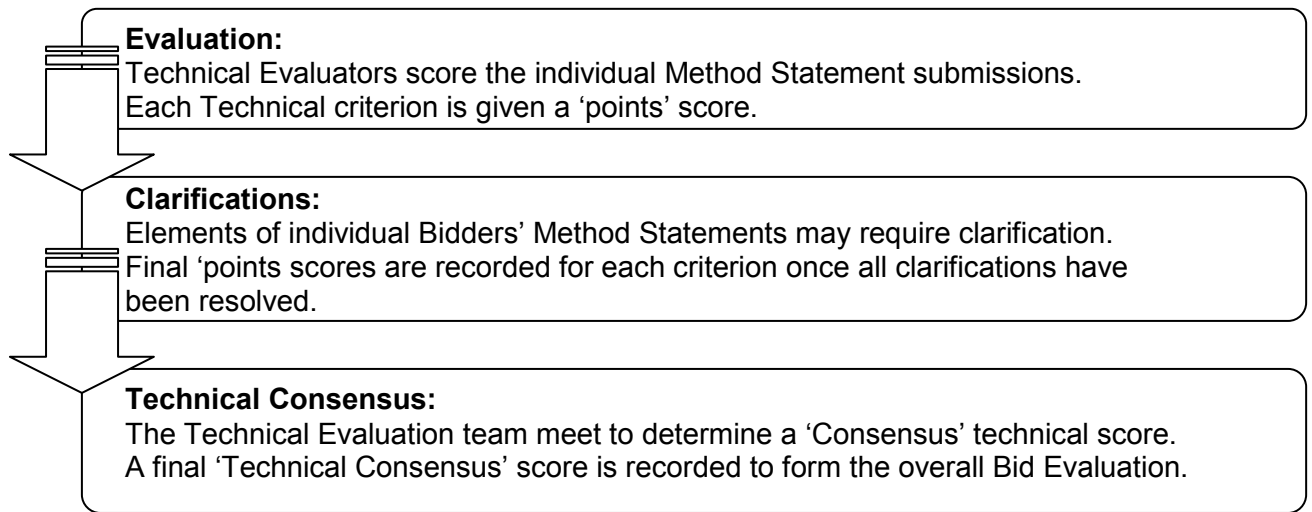 Evaluation:
Technical Evaluators score the individual Method Statement submissions.
Each Technical criterion is given a ‘points’ score.
Clarifications:
Elements of individual Bidders’ Method Statements may require clarification.
Final ‘points scores are recorded for each criterion once all clarifications have
been resolved.
Technical Consensus:
The Technical Evaluation team meet to determine a ‘Consensus’ technical score.
A final ‘Technical Consensus’ score is recorded to form the overall Bid Evaluation.